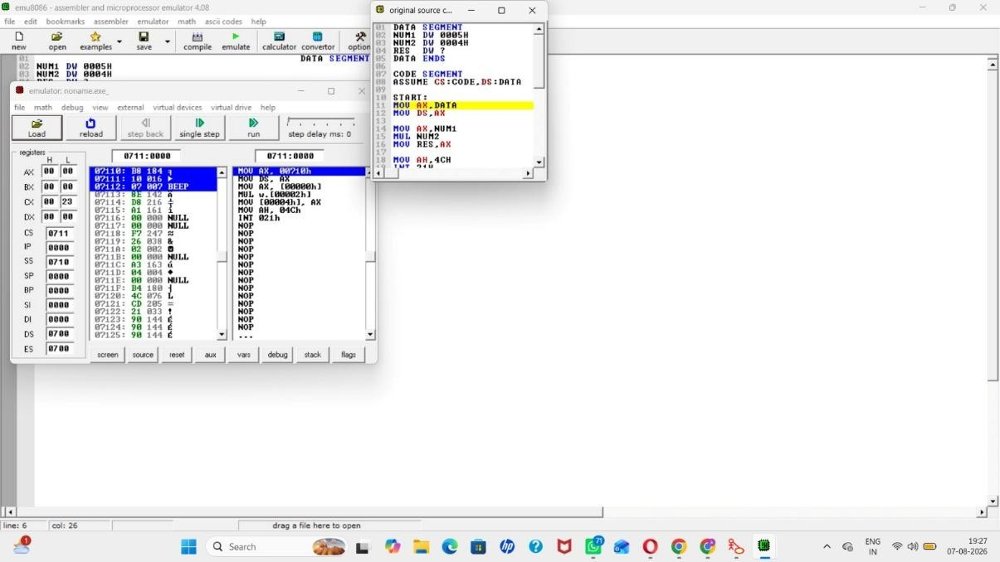 emu8086 - assembler and microprocessor emulator 4.08
file edit bookmarks assembler emulator math ascii codes help
new open examples save compile emulate calculator convertor option
01 DATA SEGMENT
02 NUM1 DW 0005H
03 NUM2 DW 0004H
original source c...
01 DATA SEGMENT
02 NUM1 DW 0005H
03 NUM2 DW 0004H
04 RES DW ?
05 DATA ENDS
06
07 CODE SEGMENT
08 ASSUME CS:CODE,DS:DATA
09
10 START:
11 MOV AX,DATA
12 MOV DS,AX
13
14 MOV AX,NUM1
15 MUL NUM2
16 MOV RES,AX
17
18 MOV AH,4CH
19 INT 21H
emulator: noname.exe_
file math debug view external virtual devices virtual drive help
Load reload step back single step run step delay ms: 0
registers
H L
AX 00 00
BX 00 00
CX 00 23
DX 00 00
CS 0711
IP 0000
SS 0710
SP 0000
BP 0000
SI 0000
DI 0000
DS 0700
ES 0700
0711:0000
07110: B8 184 ╕
07111: 10 016 ►
07112: 07 007 BEEP
07113: 8E 142 Ä
07114: D8 216 ╪
07115: A1 161 í
07116: 00 000 NULL
07117: 00 000 NULL
07118: F7 247 ≈
07119: 26 038 &
0711A: 02 002 ☻
0711B: 00 000 NULL
0711C: A3 163 ú
0711D: 04 004 ♦
0711E: 00 000 NULL
0711F: B4 180 ┤
07120: 4C 076 L
07121: CD 205 =
07122: 21 033 !
07123: 90 144 É
07124: 90 144 É
07125: 90 144 É
0711:0000
MOV AX, 00710h
MOV DS, AX
MOV AX, [00000h]
MUL w.[00002h]
MOV [00004h], AX
MOV AH, 04Ch
INT 021h
NOP
NOP
NOP
NOP
NOP
NOP
NOP
NOP
NOP
NOP
NOP
NOP
NOP
NOP
...
screen source reset aux vars debug stack flags
line: 6 col: 26 drag a file here to open
1 Search 71 ENG 19:27
IN 07-08-2026